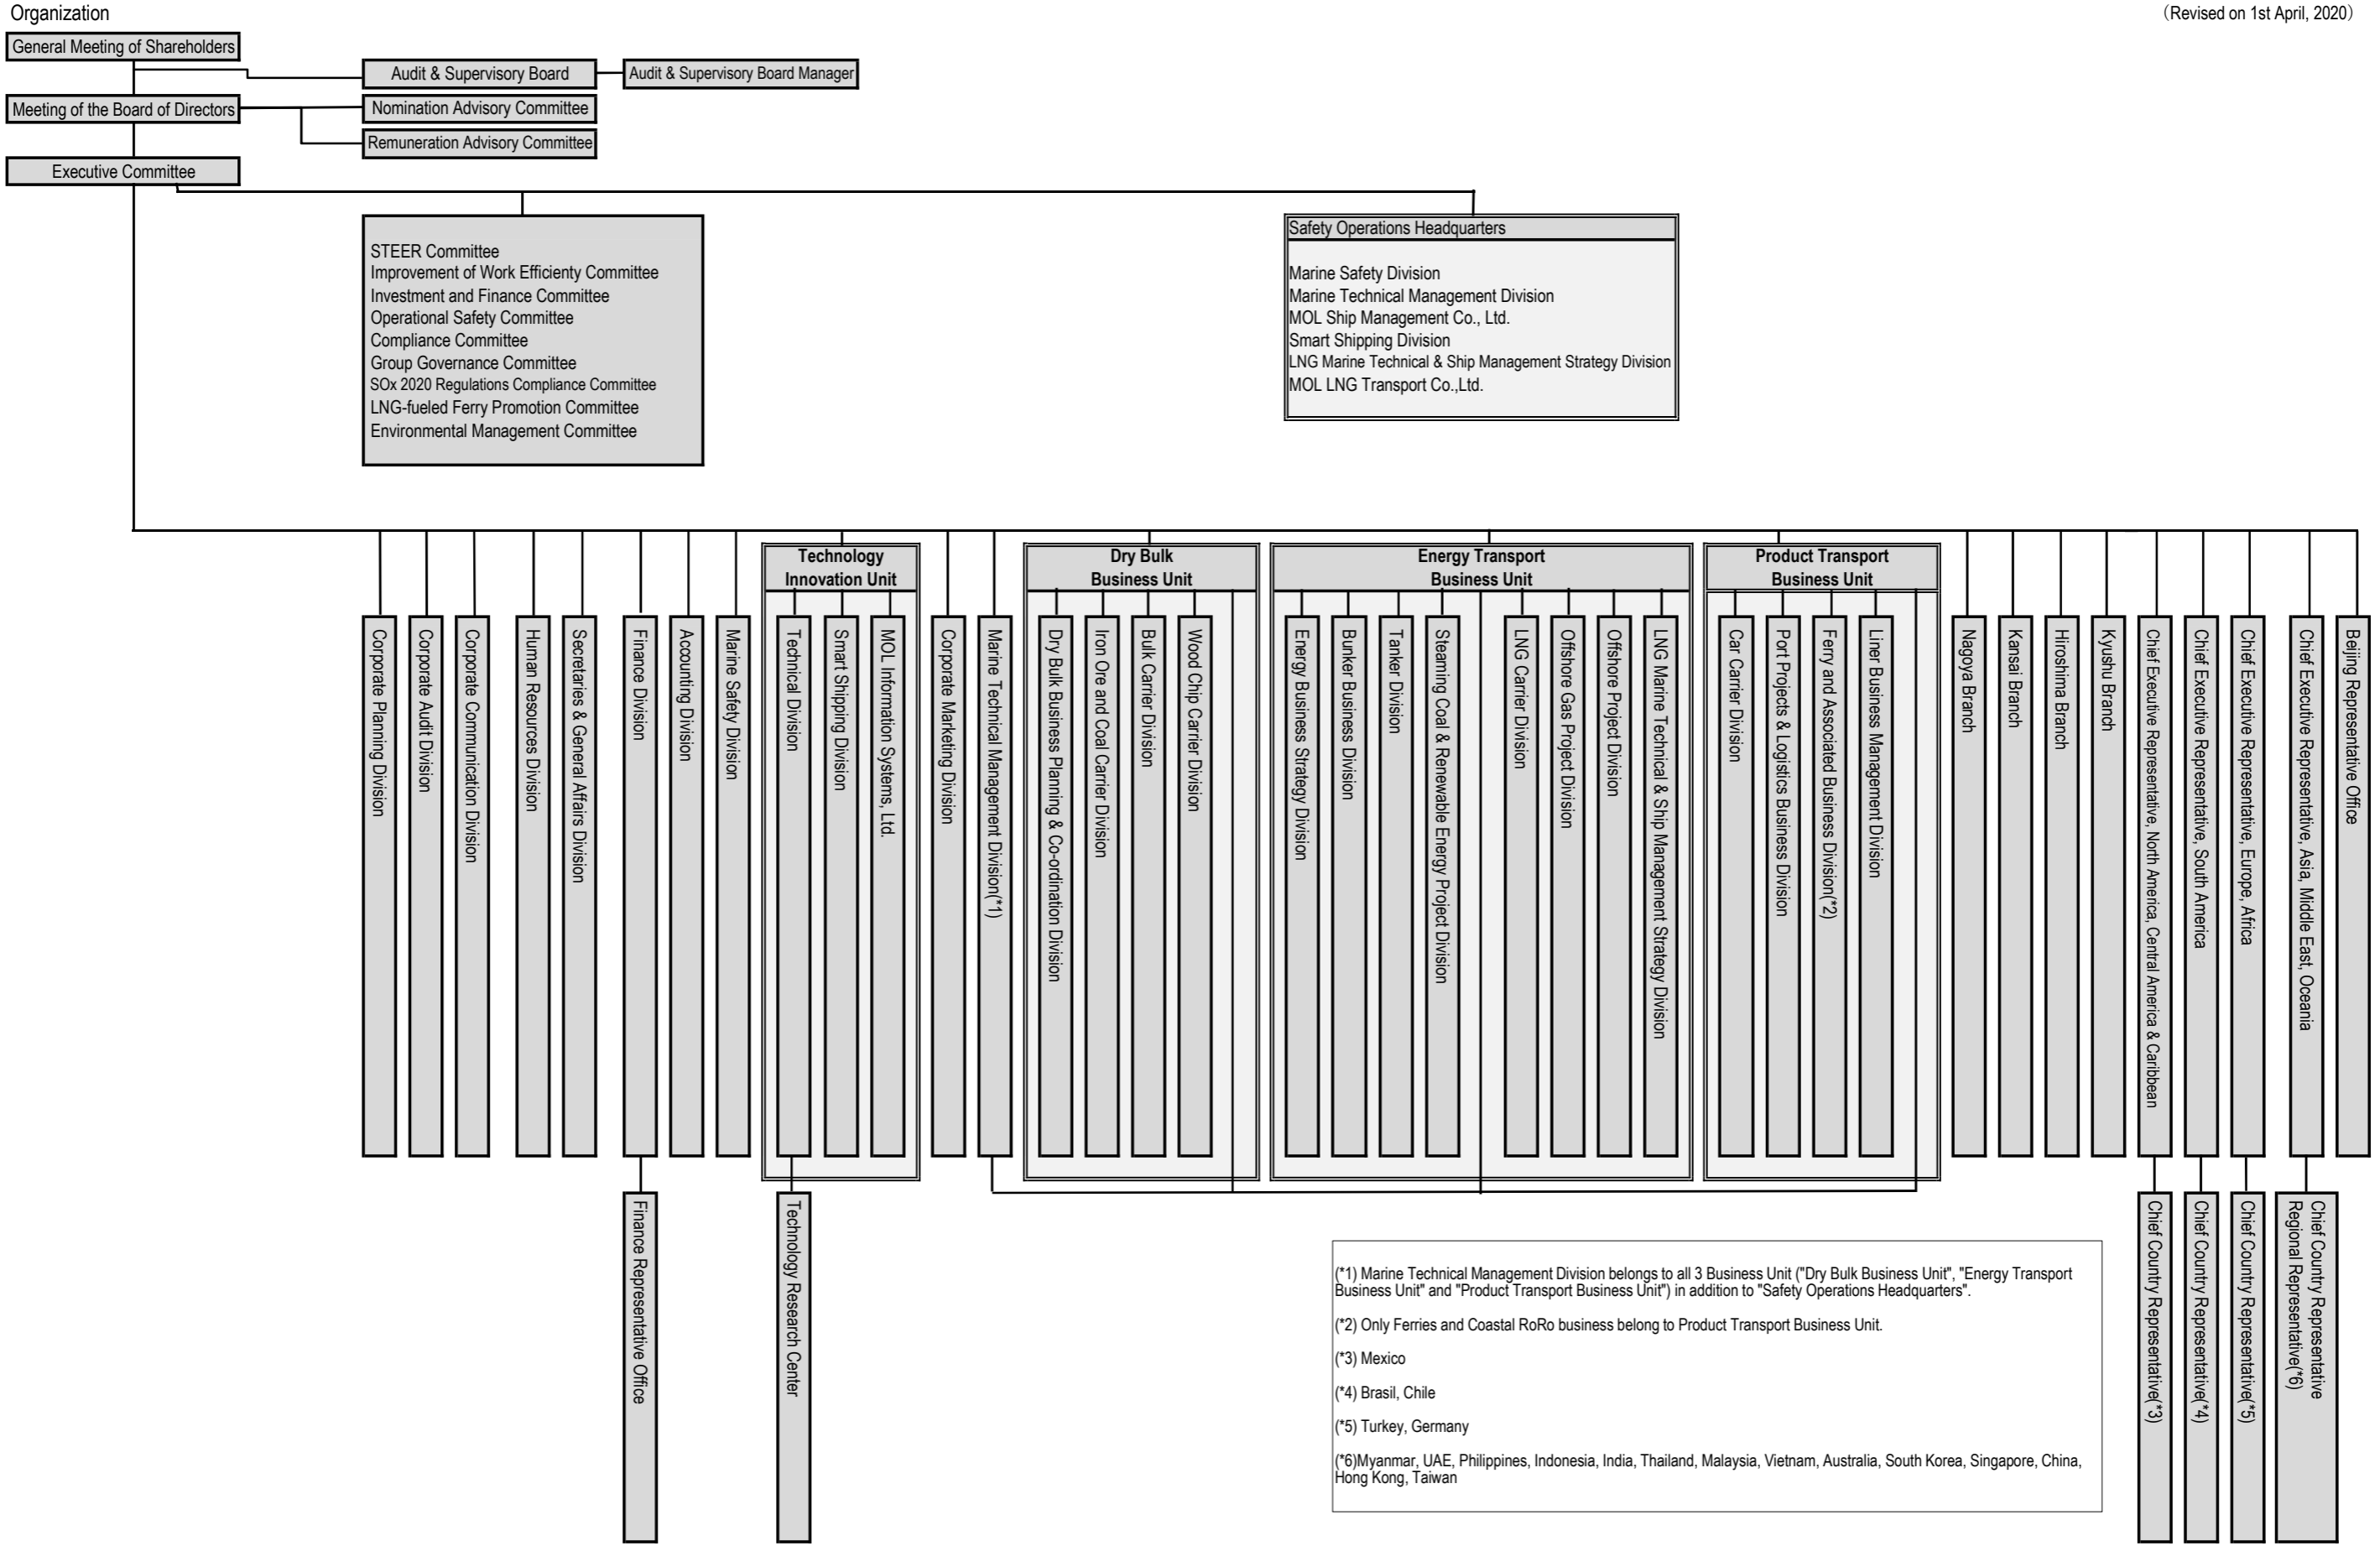 Organization
(Revised on 1st April, 2020)
General Meeting of Shareholders
Audit & Supervisory Board
Audit & Supervisory Board Manager
Meeting of the Board of Directors
Nomination Advisory Committee
Remuneration Advisory Committee
Executive Committee
STEER Committee
Improvement of Work Efficienty Committee
Investment and Finance Committee
Operational Safety Committee
Compliance Committee
Group Governance Committee
SOx 2020 Regulations Compliance Committee
LNG-fueled Ferry Promotion Committee
Environmental Management Committee
Safety Operations Headquarters
Marine Safety Division
Marine Technical Management Division
MOL Ship Management Co., Ltd.
Smart Shipping Division
LNG Marine Technical & Ship Management Strategy Division
MOL LNG Transport Co.,Ltd.
Corporate Planning Division
Corporate Audit Division
Corporate Communication Division
Human Resources Division
Secretaries & General Affairs Division
Finance Division
Accounting Division
Marine Safety Division
Technology
Innovation Unit
Technical Division
Smart Shipping Division
MOL Information Systems, Ltd.
Corporate Marketing Division
Marine Technical Management Division(*1)
Dry Bulk
Business Unit
Dry Bulk Business Planning & Co-ordination Division
Iron Ore and Coal Carrier Division
Bulk Carrier Division
Wood Chip Carrier Division
Energy Transport
Business Unit
Energy Business Strategy Division
Bunker Business Division
Tanker Division
Steaming Coal & Renewable Energy Project Division
LNG Carrier Division
Offshore Gas Project Division
Offshore Project Division
LNG Marine Technical & Ship Management Strategy Division
Product Transport
Business Unit
Car Carrier Division
Port Projects & Logistics Business Division
Ferry and Associated Business Division(*2)
Liner Business Management Division
Nagoya Branch
Kansai Branch
Hiroshima Branch
Kyushu Branch
Chief Executive Representative, North America, Central America & Caribbean
Chief Executive Representative, South America
Chief Executive Representative, Europe, Africa
Chief Executive Representative, Asia, Middle East, Oceania
Beijing Representative Office
Finance Representative Office
Technology Research Center
Chief Country Representative(*3)
Chief Country Representative(*4)
Chief Country Representative(*5)
Chief Country Representative
Regional Representative(*6)
(*1) Marine Technical Management Division belongs to all 3 Business Unit ("Dry Bulk Business Unit", "Energy Transport
Business Unit" and "Product Transport Business Unit") in addition to "Safety Operations Headquarters".
(*2) Only Ferries and Coastal RoRo business belong to Product Transport Business Unit.
(*3) Mexico
(*4) Brasil, Chile
(*5) Turkey, Germany
(*6)Myanmar, UAE, Philippines, Indonesia, India, Thailand, Malaysia, Vietnam, Australia, South Korea, Singapore, China,
Hong Kong, Taiwan